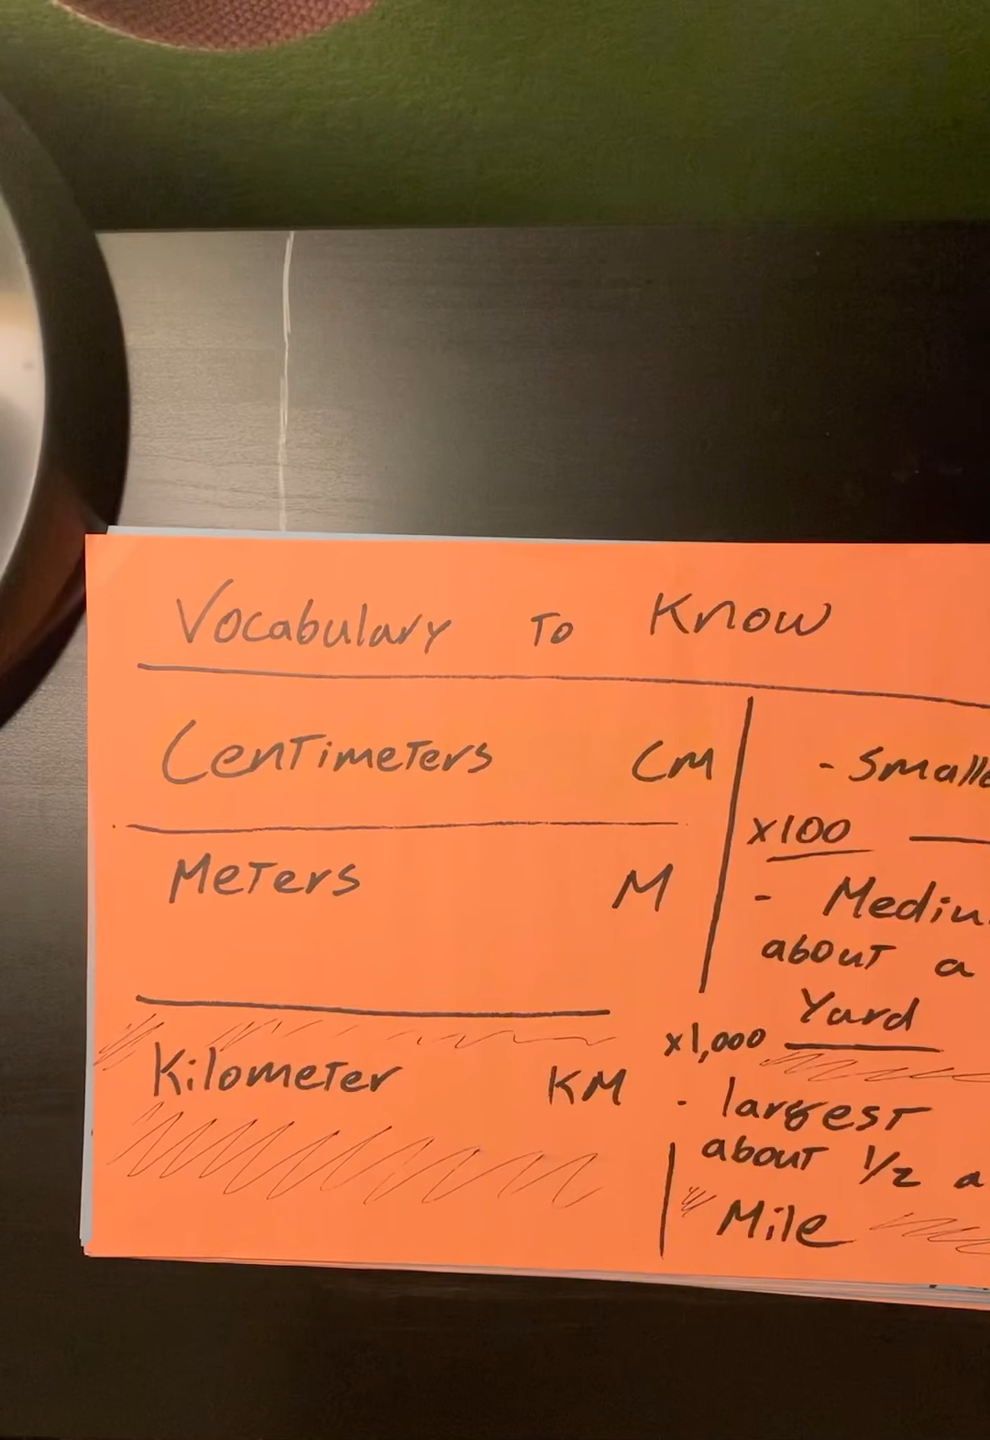 Vocabulary To Know
Centimeters CM - Smalle
x100
Meters M - Mediu
about a
Yard
x1,000
Kilometer KM - largest
about 1/2 a
Mile